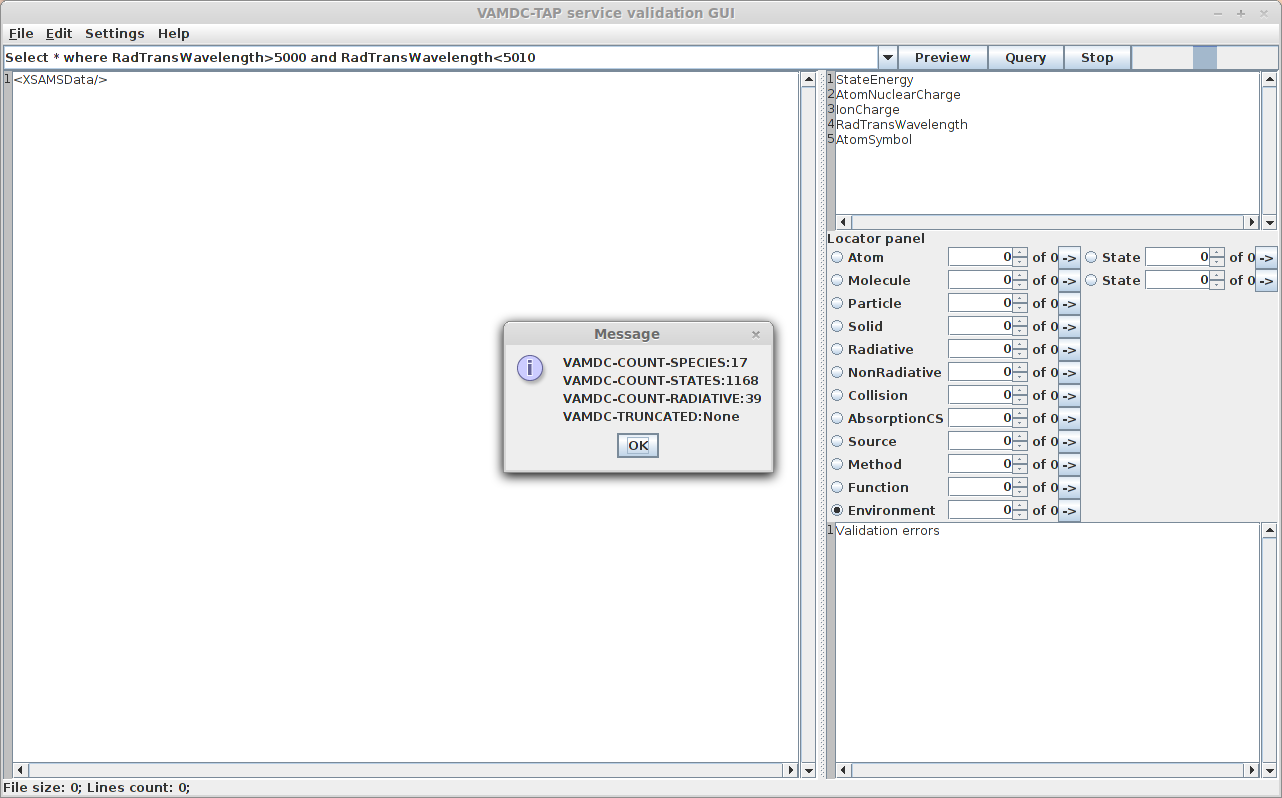 VAMDC-TAP service validation GUI
File Edit Settings Help
Select * where RadTransWavelength>5000 and RadTransWavelength<5010 Preview Query Stop
1 <XSAMSData/>
1 StateEnergy
2 AtomNuclearCharge
3 IonCharge
4 RadTransWavelength
5 AtomSymbol
Locator panel
Atom 0 of 0 -> State 0 of 0 ->
Molecule 0 of 0 -> State 0 of 0 ->
Particle 0 of 0 ->
Solid 0 of 0 ->
Radiative 0 of 0 ->
NonRadiative 0 of 0 ->
Collision 0 of 0 ->
AbsorptionCS 0 of 0 ->
Source 0 of 0 ->
Method 0 of 0 ->
Function 0 of 0 ->
Environment 0 of 0 ->
1 Validation errors
Message
VAMDC-COUNT-SPECIES:17
VAMDC-COUNT-STATES:1168
VAMDC-COUNT-RADIATIVE:39
VAMDC-TRUNCATED:None
OK
File size: 0; Lines count: 0;